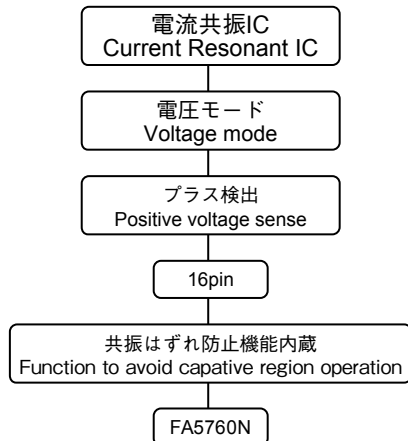 電流共振IC
Current Resonant IC
電圧モード
Voltage mode
プラス検出
Positive voltage sense
16pin
共振はずれ防止機能内蔵
Function to avoid capative region operation
FA5760N